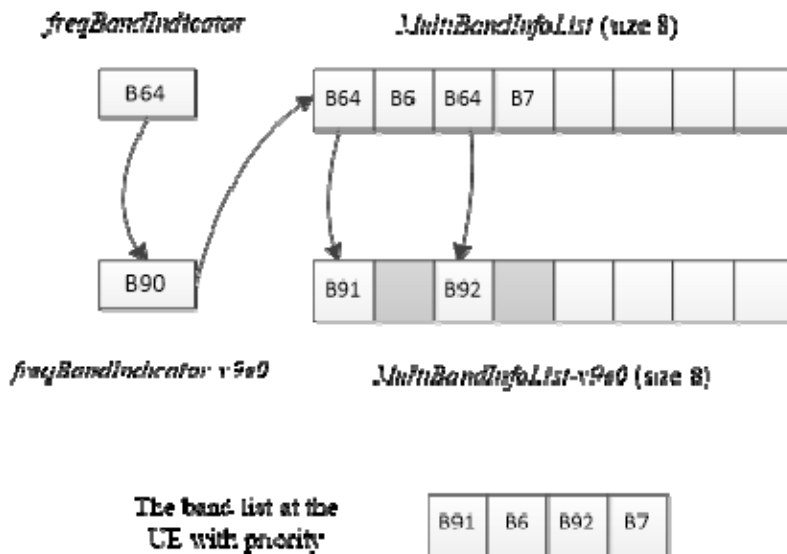 freqBandIndicator MultiBandInfoList (size 8)
B64 B64 B6 B64 B7
B90 B91 B92
freqBandIndicator-v9e0 MultiBandInfoList-v9e0 (size 8)
The band list at the
UE with priority
B91 B6 B92 B7